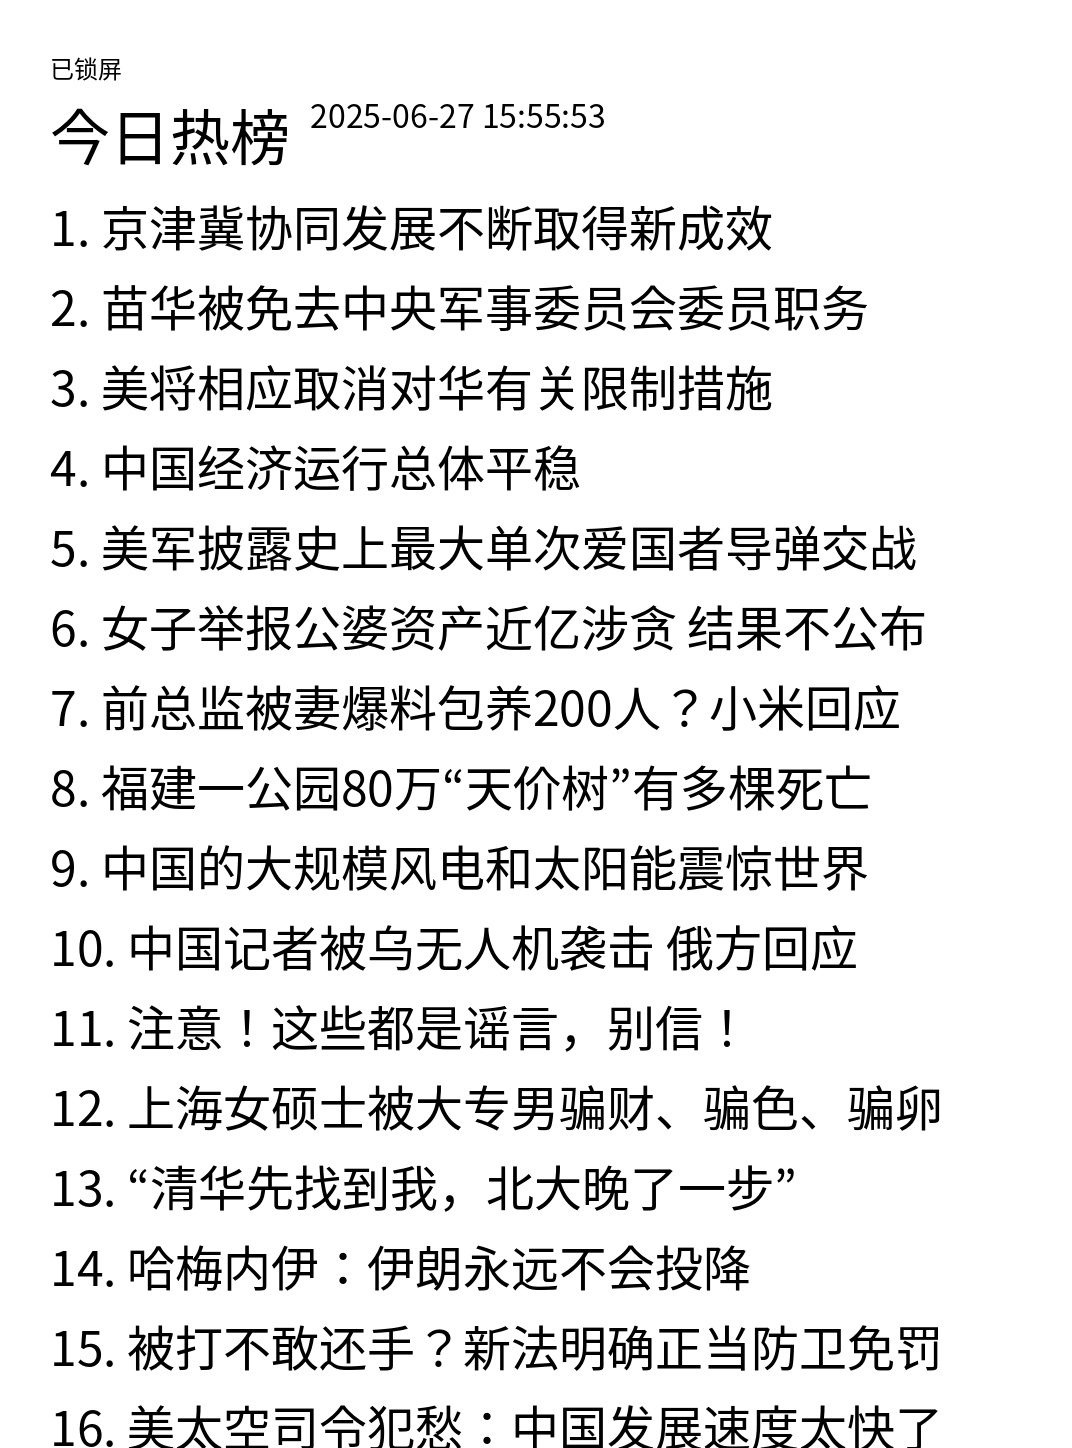 已锁屏
今日热榜 2025-06-27 15:55:53
1. 京津冀协同发展不断取得新成效
2. 苗华被免去中央军事委员会委员职务
3. 美将相应取消对华有关限制措施
4. 中国经济运行总体平稳
5. 美军披露史上最大单次爱国者导弹交战
6. 女子举报公婆资产近亿涉贪 结果不公布
7. 前总监被妻爆料包养200人？小米回应
8. 福建一公园80万“天价树”有多棵死亡
9. 中国的大规模风电和太阳能震惊世界
10. 中国记者被乌无人机袭击 俄方回应
11. 注意！这些都是谣言，别信！
12. 上海女硕士被大专男骗财、骗色、骗卵
13. “清华先找到我，北大晚了一步”
14. 哈梅内伊：伊朗永远不会投降
15. 被打不敢还手？新法明确正当防卫免罚
16. 美太空司令犯愁：中国发展速度太快了